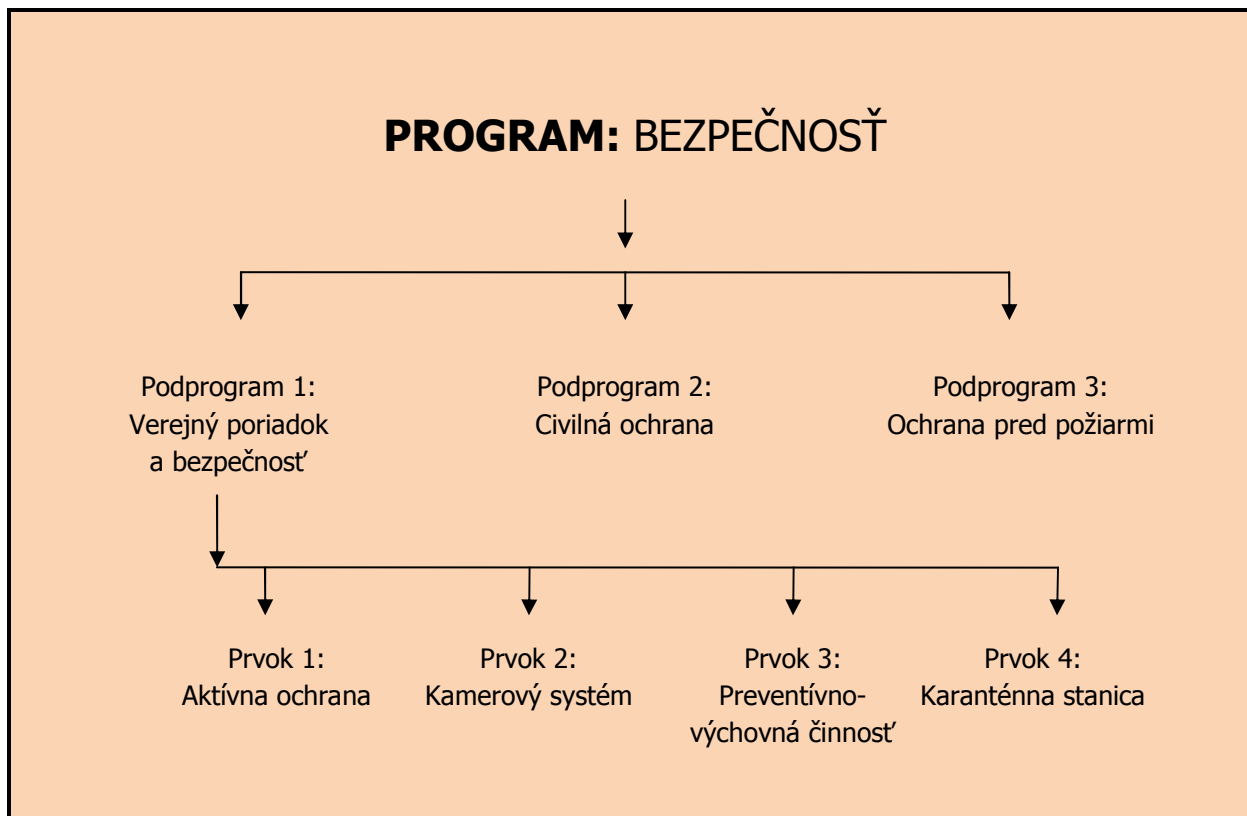 PROGRAM: BEZPEČNOSŤ
Podprogram 1:
Verejný poriadok
a bezpečnosť
Podprogram 2:
Civilná ochrana
Podprogram 3:
Ochrana pred požiarmi
Prvok 1:
Aktívna ochrana
Prvok 2:
Kamerový systém
Prvok 3:
Preventívno-
výchovná činnosť
Prvok 4:
Karanténna stanica